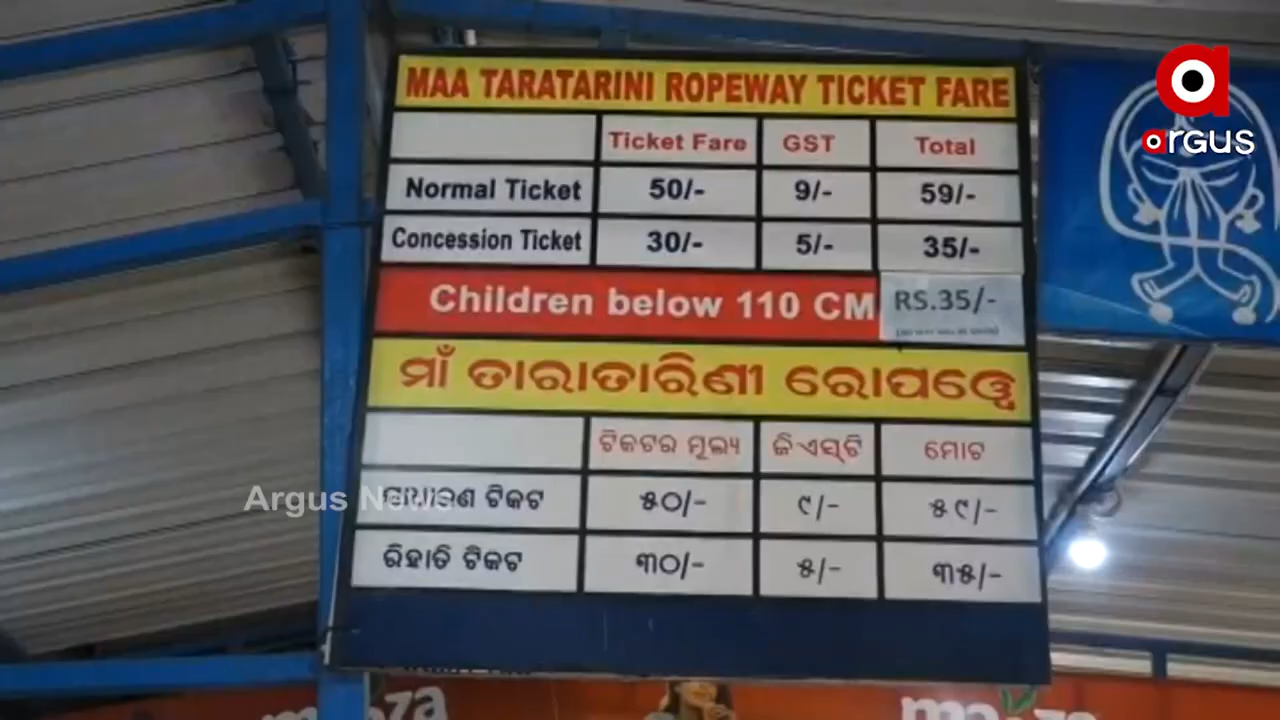 MAA TARATARINI ROPEWAY TICKET FARE
Ticket Fare GST Total
Normal Ticket 50/- 9/- 59/-
Concession Ticket 30/- 5/- 35/-
Children below 110 CM RS.35/-
ମାଁ ତାରାତାରିଣୀ ରୋପୱେ
ଟିକଟର ମୂଲ୍ୟ ଜିଏସ୍‌ଟି ମୋଟ
ସାଧାରଣ ଟିକଟ ୫୦/- ୯/- ୫୯/-
ରିହାତି ଟିକଟ ୩୦/- ୫/- ୩୫/-
argus
Argus News